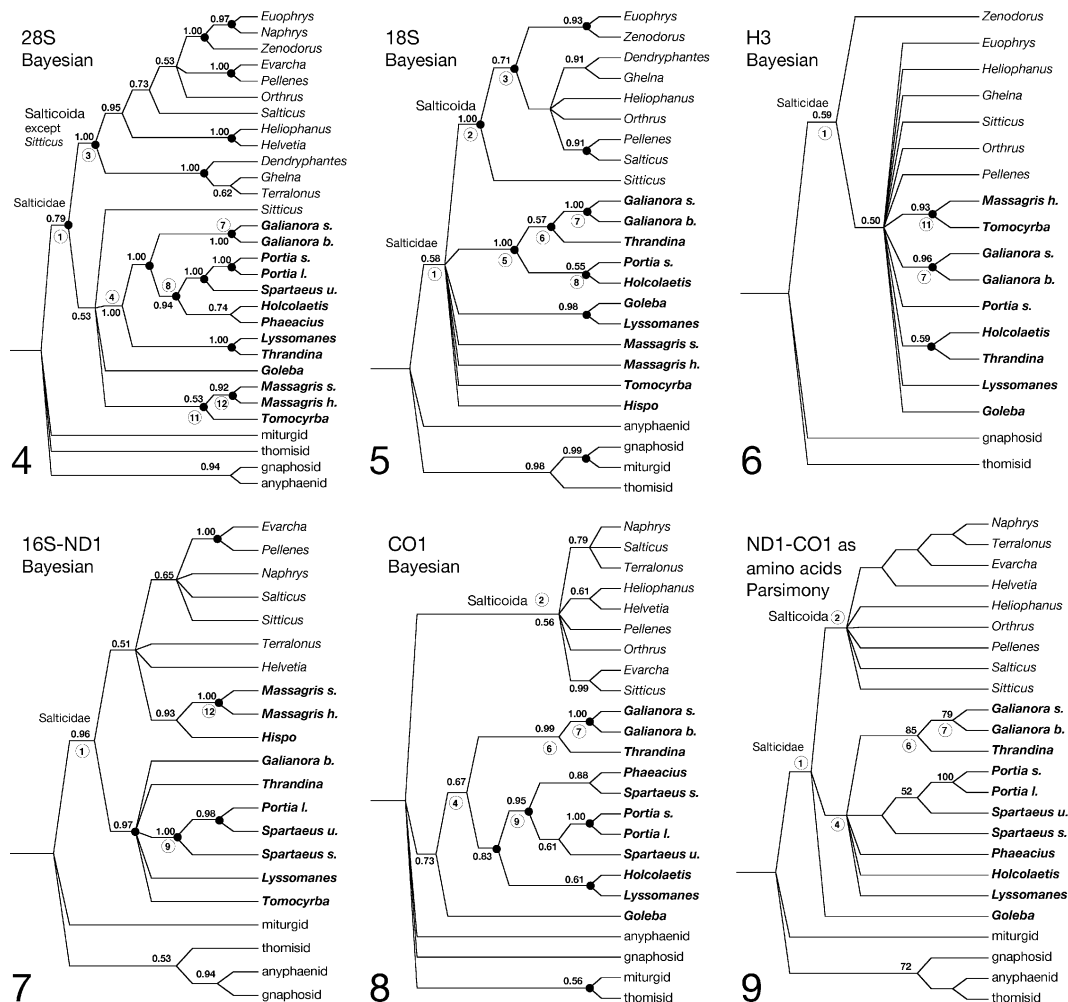 4
28S
Bayesian
Salticoida
except
Sitticus
Salticidae
0.97
1.00
0.53
1.00
0.73
0.95
1.00
3
1.00
1.00
0.62
0.79
1
7
1.00
1.00
1.00
1.00
8
0.94
0.74
4
1.00
0.53
1.00
0.92
0.53
12
11
0.94
Euophrys
Naphrys
Zenodorus
Evarcha
Pellenes
Orthrus
Salticus
Heliophanus
Helvetia
Dendryphantes
Ghelna
Terralonus
Sitticus
Galianora s.
Galianora b.
Portia s.
Portia l.
Spartaeus u.
Holcolaetis
Phaeacius
Lyssomanes
Thrandina
Goleba
Massagris s.
Massagris h.
Tomocyrba
miturgid
thomisid
gnaphosid
anyphaenid
5
18S
Bayesian
Salticoida
Salticidae
0.93
0.71
3
0.91
1.00
2
0.91
1.00
7
0.57
6
1.00
5
0.55
8
0.58
1
0.98
0.99
0.98
Euophrys
Zenodorus
Dendryphantes
Ghelna
Heliophanus
Orthrus
Pellenes
Salticus
Sitticus
Galianora s.
Galianora b.
Thrandina
Portia s.
Holcolaetis
Goleba
Lyssomanes
Massagris s.
Massagris h.
Tomocyrba
Hispo
anyphaenid
gnaphosid
miturgid
thomisid
6
H3
Bayesian
Salticidae
0.59
1
0.50
0.93
11
0.96
7
0.59
Zenodorus
Euophrys
Heliophanus
Ghelna
Sitticus
Orthrus
Pellenes
Massagris h.
Tomocyrba
Galianora s.
Galianora b.
Portia s.
Holcolaetis
Thrandina
Lyssomanes
Goleba
gnaphosid
thomisid
7
16S-ND1
Bayesian
Salticidae
1.00
0.65
0.51
1.00
12
0.93
0.96
1
0.98
1.00
9
0.97
0.53
0.94
Evarcha
Pellenes
Naphrys
Salticus
Sitticus
Terralonus
Helvetia
Massagris s.
Massagris h.
Hispo
Galianora b.
Thrandina
Portia l.
Spartaeus u.
Spartaeus s.
Lyssomanes
Tomocyrba
miturgid
thomisid
anyphaenid
gnaphosid
8
CO1
Bayesian
Salticoida
2
0.79
0.61
0.56
0.99
1.00
7
0.99
6
0.67
4
0.88
0.95
9
1.00
0.61
0.83
0.73
0.61
0.56
Naphrys
Salticus
Terralonus
Heliophanus
Helvetia
Pellenes
Orthrus
Evarcha
Sitticus
Galianora s.
Galianora b.
Thrandina
Phaeacius
Spartaeus s.
Portia s.
Portia l.
Spartaeus u.
Holcolaetis
Lyssomanes
Goleba
anyphaenid
gnaphosid
miturgid
thomisid
9
ND1-CO1 as
amino acids
Parsimony
Salticoida
2
Salticidae
1
79
7
85
6
100
52
4
72
Naphrys
Terralonus
Evarcha
Helvetia
Heliophanus
Orthrus
Pellenes
Salticus
Sitticus
Galianora s.
Galianora b.
Thrandina
Portia s.
Portia l.
Spartaeus u.
Spartaeus s.
Phaeacius
Holcolaetis
Lyssomanes
Goleba
miturgid
gnaphosid
anyphaenid
thomisid